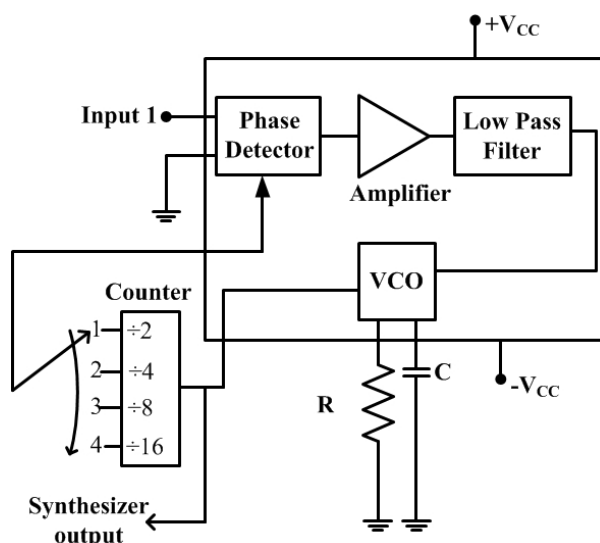 +VCC
Input 1
Phase
Detector
Amplifier
Low Pass
Filter
Counter
VCO
1
÷2
2
÷4
3
÷8
4
÷16
R
C
-VCC
Synthesizer
output